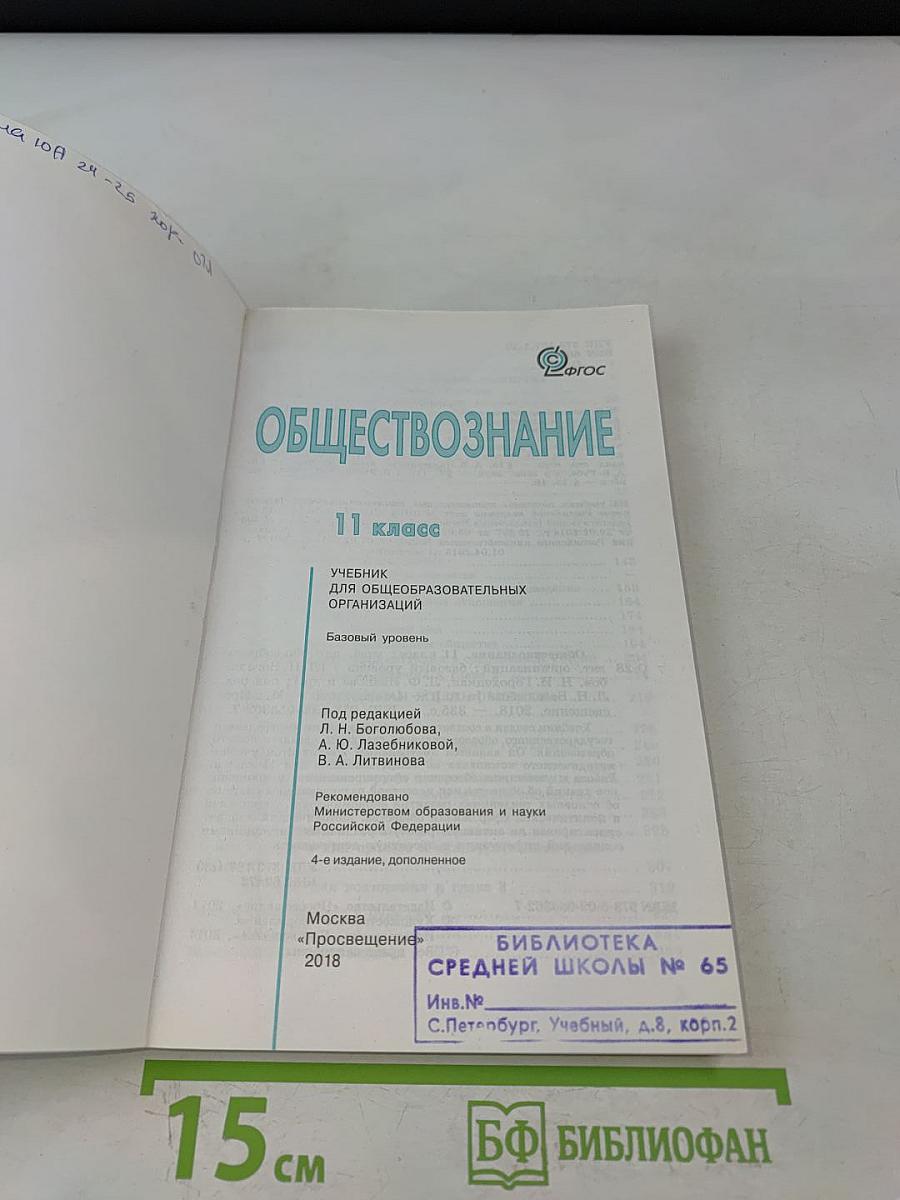 24-25
ФГОС
ОБЩЕСТВОЗНАНИЕ
11 класс
УЧЕБНИК
ДЛЯ ОБЩЕОБРАЗОВАТЕЛЬНЫХ
ОРГАНИЗАЦИЙ
Базовый уровень
Под редакцией
Л. Н. Боголюбова,
А. Ю. Лазебниковой,
В. А. Литвинова
Рекомендовано
Министерством образования и науки
Российской Федерации
4-е издание, дополненное
Москва
«Просвещение»
2018
БИБЛИОТЕКА
СРЕДНЕЙ ШКОЛЫ № 65
Инв.№
С.Петербург, Учебный, д.8, корп.2
15 см
БФ БИБЛИОФАН